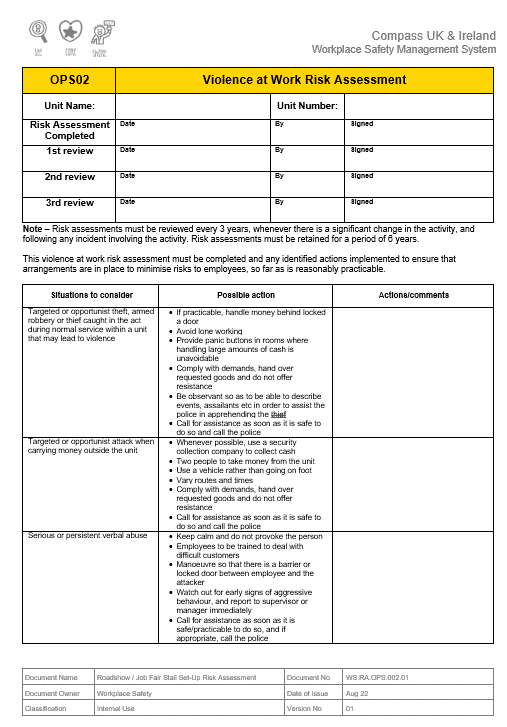 SEE
CARE
SHARE
Compass UK & Ireland
Workplace Safety Management System
OPS02
Violence at Work Risk Assessment
Unit Name:
Unit Number:
Risk Assessment
Completed
Date
By
Signed
1st review
Date
By
Signed
2nd review
Date
By
Signed
3rd review
Date
By
Signed
Note – Risk assessments must be reviewed every 3 years, whenever there is a significant change in the activity, and
following any incident involving the activity. Risk assessments must be retained for a period of 6 years.
This violence at work risk assessment must be completed and any identified actions implemented to ensure that
arrangements are in place to minimise risks to employees, so far as is reasonably practicable.
Situations to consider
Possible action
Actions/comments
Targeted or opportunist theft, armed
robbery or thief caught in the act
during normal service within a unit
that may lead to violence
• If practicable, handle money behind locked
a door
• Avoid lone working
• Provide panic buttons in rooms where
handling large amounts of cash is
unavoidable
• Comply with demands, hand over
requested goods and do not offer
resistance
• Be observant so as to be able to describe
events, assailants etc in order to assist the
police in apprehending the thief
• Call for assistance as soon as it is safe to
do so and call the police
Targeted or opportunist attack when
carrying money outside the unit
• Whenever possible, use a security
collection company to collect cash
• Two people to take money from the unit
• Use a vehicle rather than going on foot
• Vary routes and times
• Comply with demands, hand over
requested goods and do not offer
resistance
• Call for assistance as soon as it is safe to
do so and call the police
Serious or persistent verbal abuse
• Keep calm and do not provoke the person
• Employees to be trained to deal with
difficult customers
• Manoeuvre so that there is a barrier or
locked door between employee and the
attacker
• Watch out for early signs of aggressive
behaviour, and report to supervisor or
manager immediately
• Call for assistance as soon as it is
safe/practicable to do so, and if
appropriate, call the police
Document Name
Roadshow / Job Fair Stall Set-Up Risk Assessment
Document No
WS.RA.OPS.002.01
Document Owner
Workplace Safety
Date of Issue
Aug 22
Classification
Internal Use
Version No
01